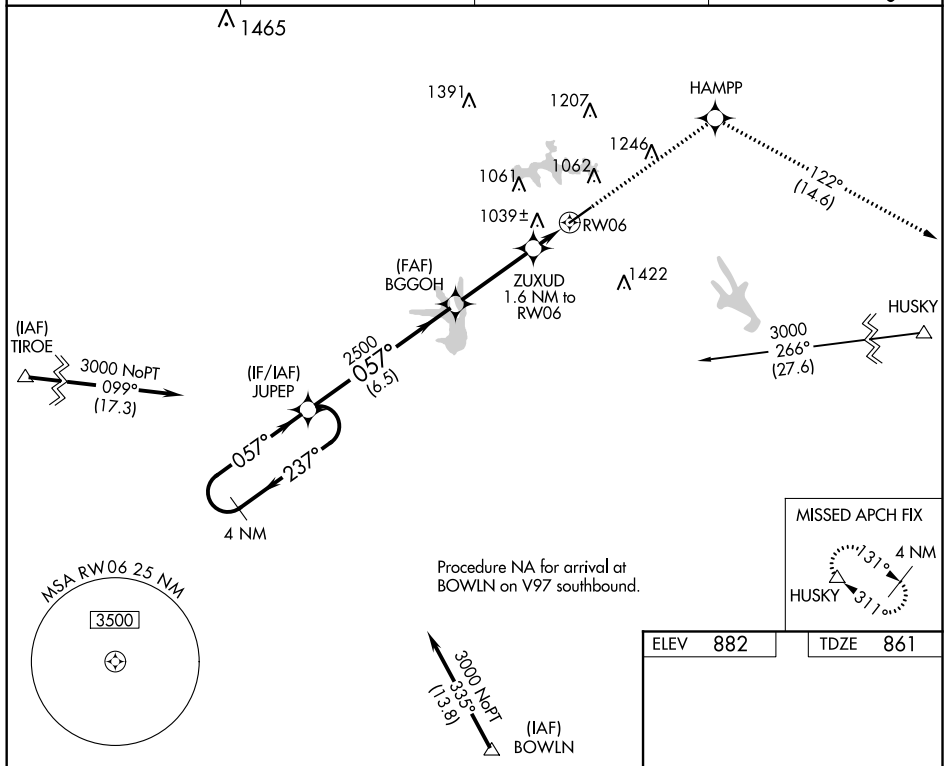 1465
1391
1207
HAMPP
1246
1061
1062
122°
(14.6)
1039±
RW06
(FAF)
BGGOH
ZUXUD
1.6 NM to
RW06
1422
HUSKY
3000
266°
(27.6)
(IAF)
TIROE
3000 NoPT
099°
(17.3)
2500
057°
(6.5)
(IF/IAF)
JUPEP
057°
237°
4 NM
MISSED APCH FIX
131°
4 NM
HUSKY
311°
Procedure NA for arrival at
BOWLN on V97 southbound.
MSA RW06 25 NM
3500
3000 NoPT
335°
(13.8)
(IAF)
BOWLN
ELEV 882
TDZE 861